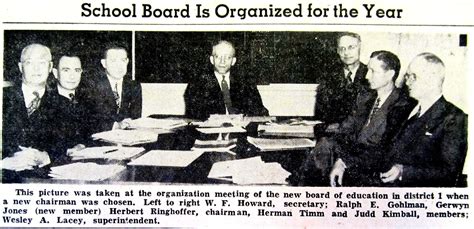 School Board Is Organized for the Year
This picture was taken at the organization meeting of the new board of education in district 1 when
a new chairman was chosen. Left to right W. F. Howard, secretary; Ralph E. Gohlman, Gerwyn
Jones (new member) Herbert Ringhoffer, chairman, Herman Timm and Judd Kimball, members;
Wesley A. Lacey, superintendent.